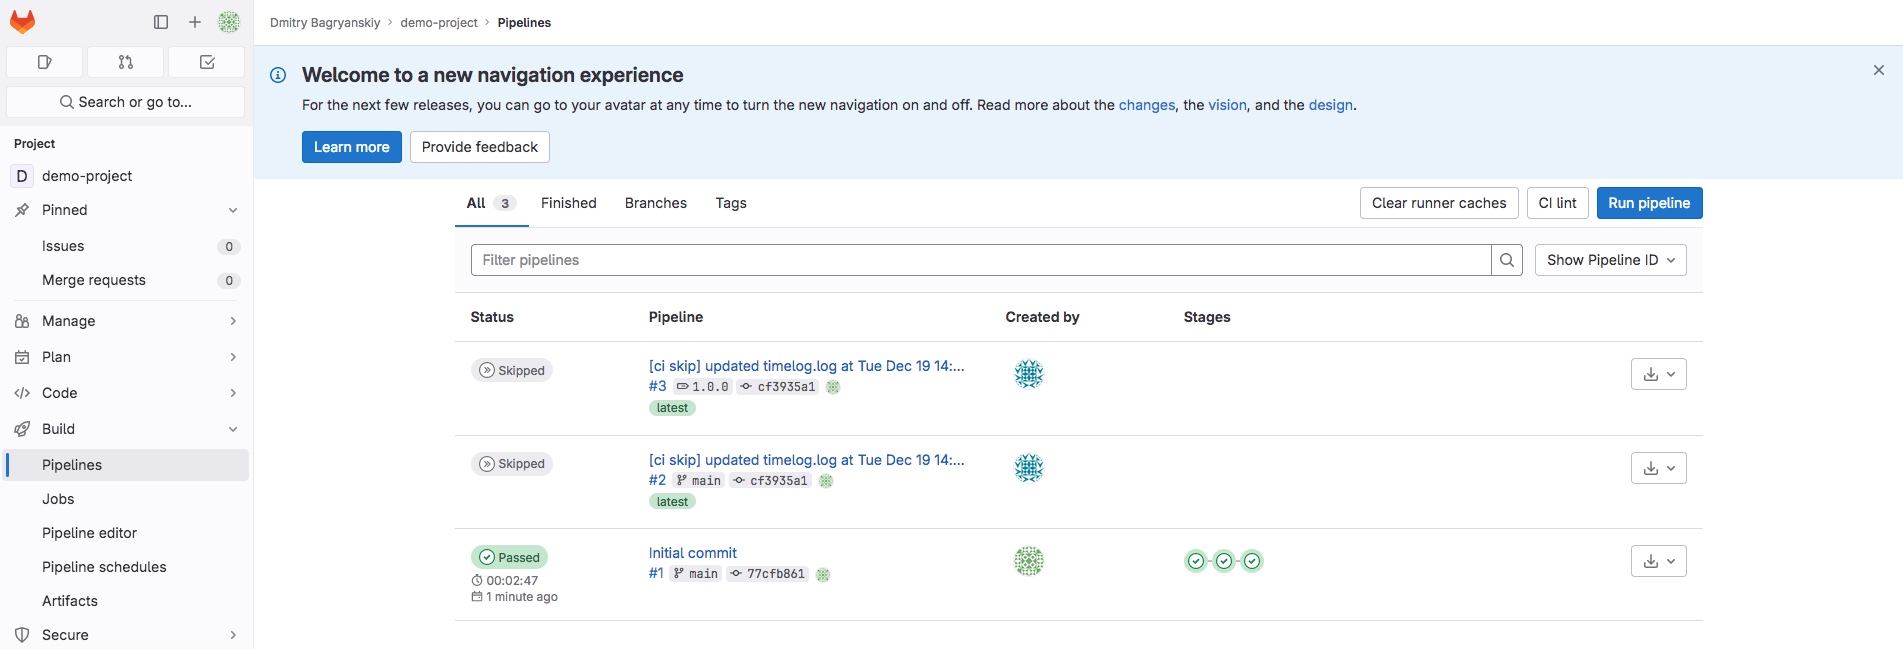 Dmitry Bagryanskiy > demo-project > Pipelines
Search or go to...
Project
D demo-project
Pinned
Issues 0
Merge requests 0
Manage
Plan
Code
Build
Pipelines
Jobs
Pipeline editor
Pipeline schedules
Artifacts
Secure
Welcome to a new navigation experience
For the next few releases, you can go to your avatar at any time to turn the new navigation on and off. Read more about the changes, the vision, and the design.
Learn more Provide feedback
All 3 Finished Branches Tags Clear runner caches CI lint Run pipeline
Filter pipelines Show Pipeline ID
Status Pipeline Created by Stages
Skipped [ci skip] updated timelog.log at Tue Dec 19 14:...
#3 1.0.0 cf3935a1
latest
Skipped [ci skip] updated timelog.log at Tue Dec 19 14:...
#2 main cf3935a1
latest
Passed Initial commit
#1 main 77cfb861
00:02:47
1 minute ago